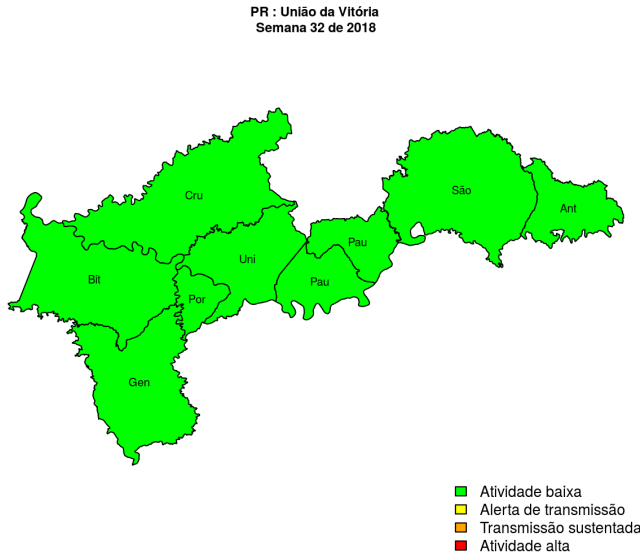 PR : União da Vitória
Semana 32 de 2018
Cru
São
Ant
Pau
Uni
Bit
Pau
Por
Gen
Atividade baixa
Alerta de transmissão
Transmissão sustentada
Atividade alta